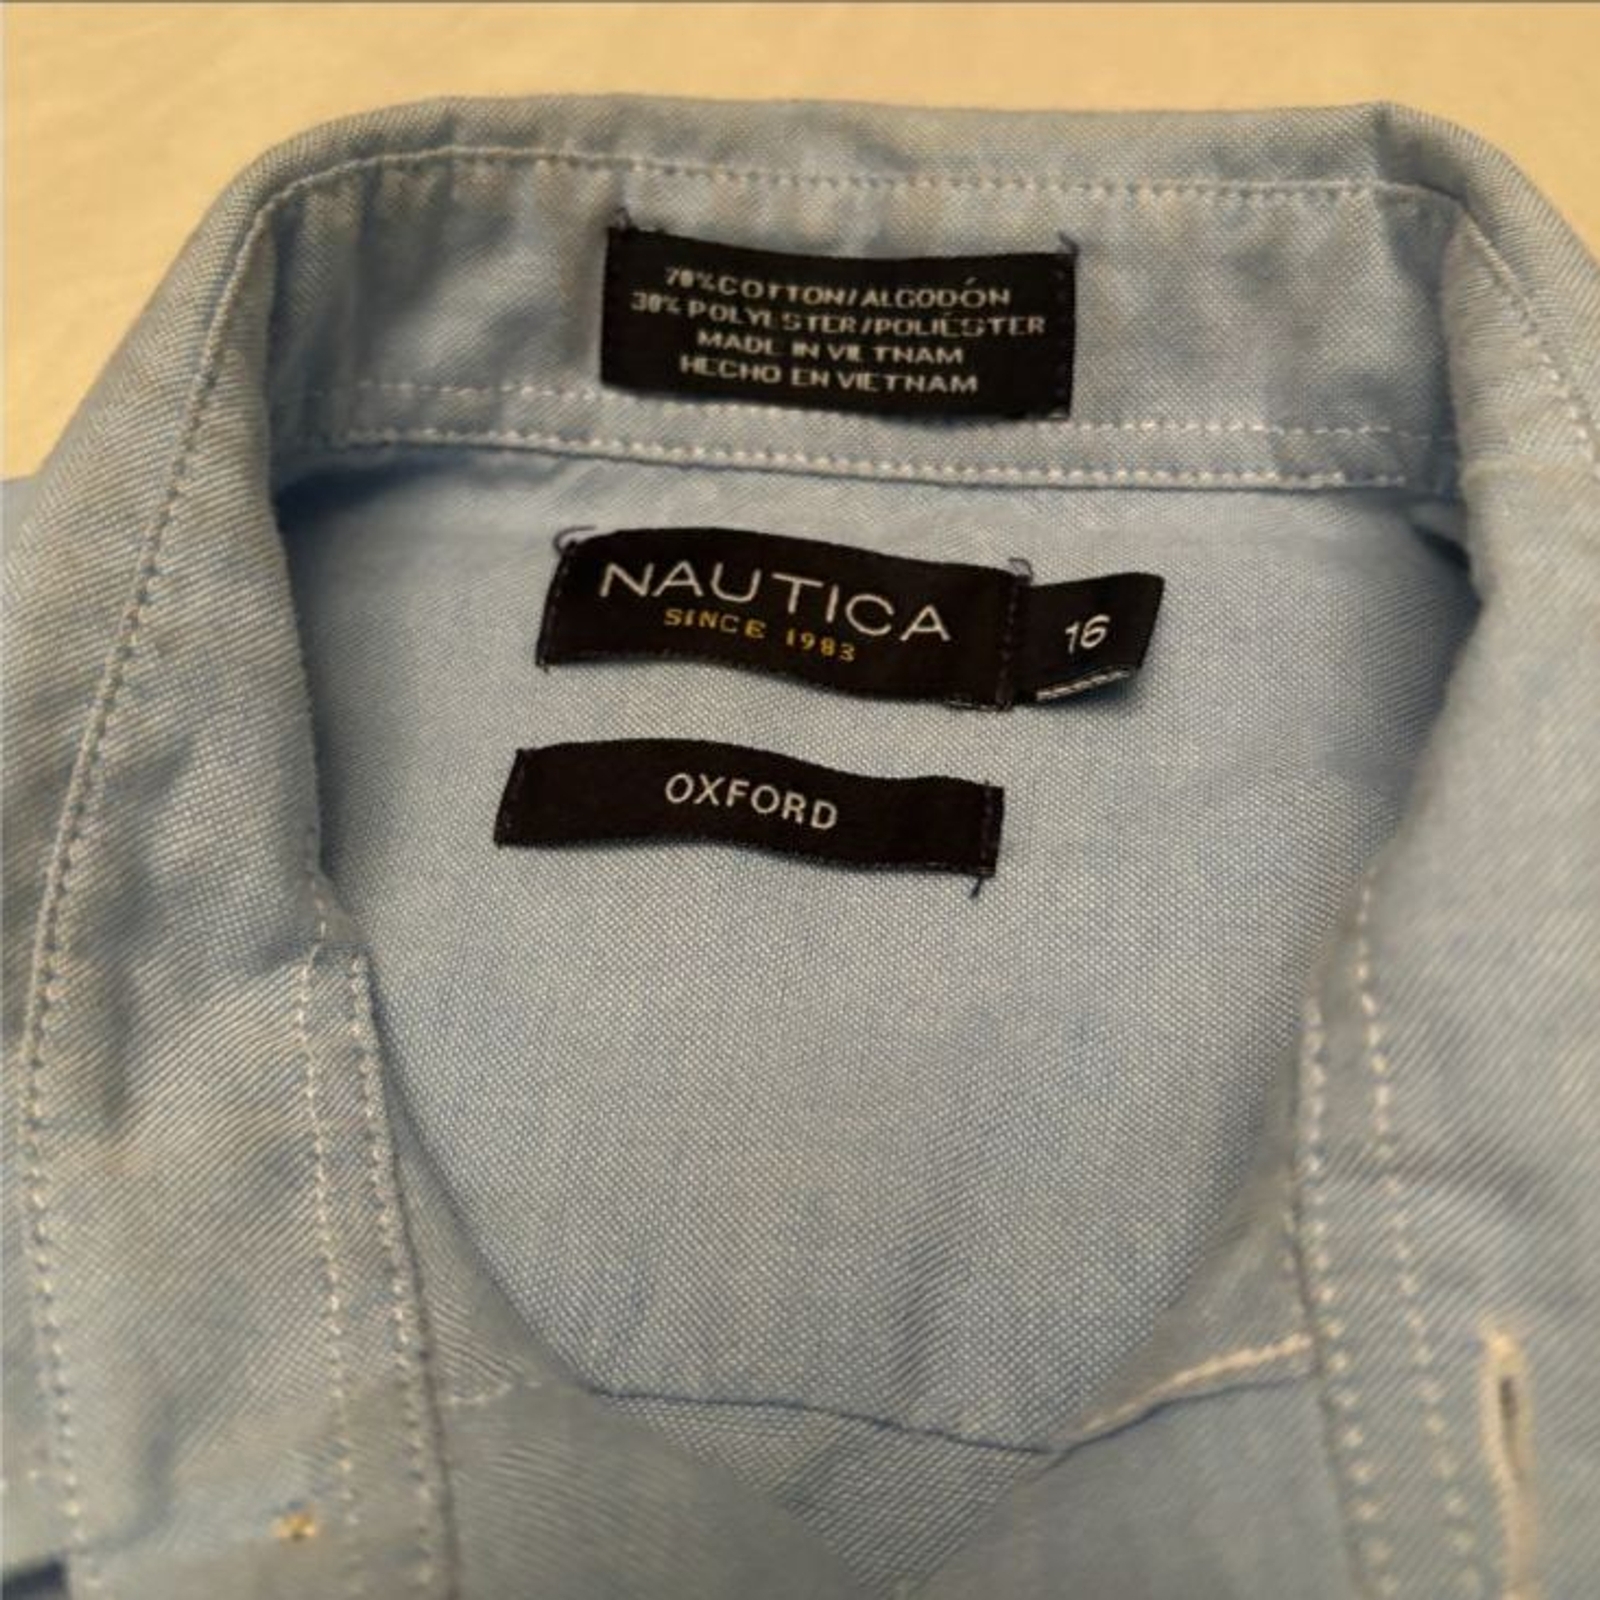 70%COTTON/ALGODÓN
30% POLYESTER/POLIÉSTER
MADE IN VIETNAM
HECHO EN VIETNAM
NAUTICA
SINCE 1983
16
OXFORD